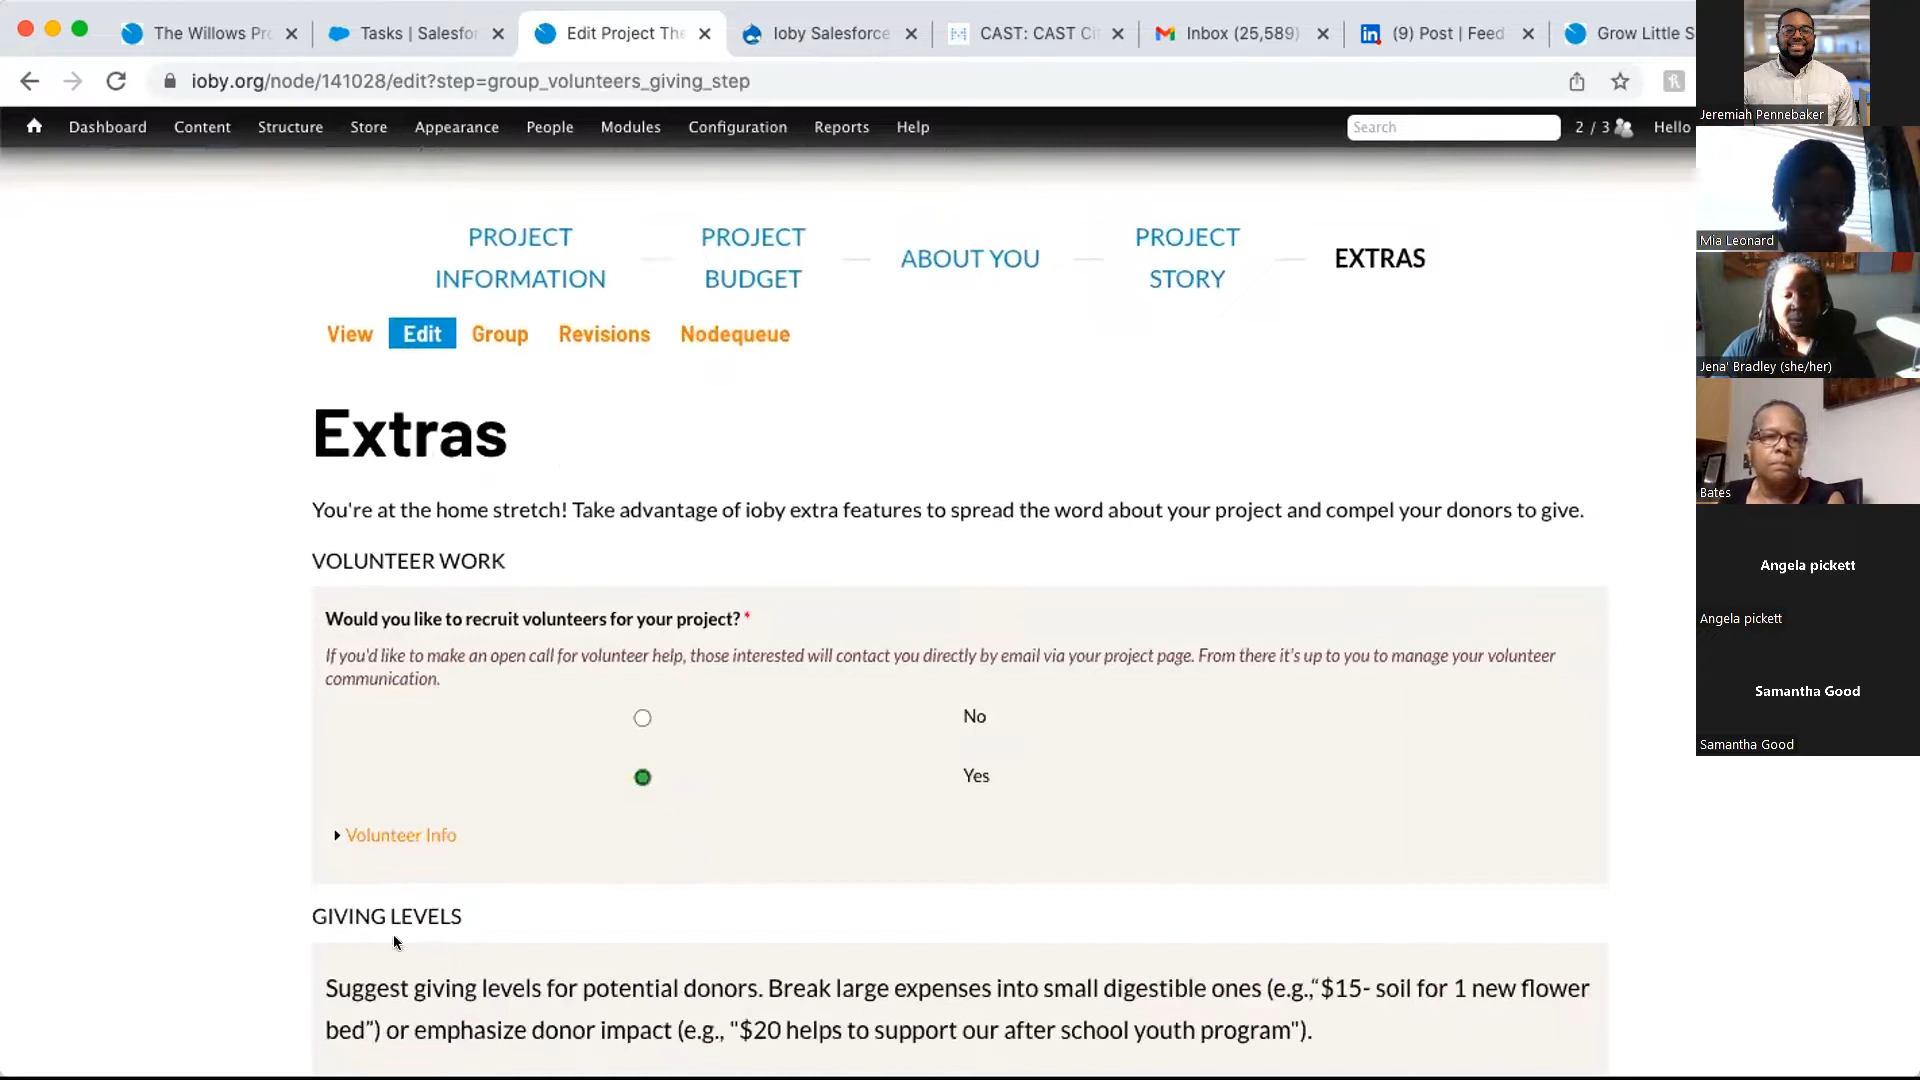 The Willows Pr
Tasks | Salesfo
Edit Project The
Ioby Salesforce
CAST: CAST Ci
Inbox (25,589)
(9) Post | Feed
Grow Little S
ioby.org/node/141028/edit?step=group_volunteers_giving_step
Dashboard Content Structure Store Appearance People Modules Configuration Reports Help
Search
2 / 3
Hello
PROJECT
INFORMATION
PROJECT
BUDGET
ABOUT YOU
PROJECT
STORY
EXTRAS
View Edit Group Revisions Nodequeue
Extras
You're at the home stretch! Take advantage of ioby extra features to spread the word about your project and compel your donors to give.
VOLUNTEER WORK
Would you like to recruit volunteers for your project? *
If you'd like to make an open call for volunteer help, those interested will contact you directly by email via your project page. From there it's up to you to manage your volunteer
communication.
No
Yes
Volunteer Info
GIVING LEVELS
Suggest giving levels for potential donors. Break large expenses into small digestible ones (e.g.,“$15- soil for 1 new flower
bed”) or emphasize donor impact (e.g., "$20 helps to support our after school youth program").
Jeremiah Pennebaker
Mia Leonard
Jena' Bradley (she/her)
Bates
Angela pickett
Angela pickett
Samantha Good
Samantha Good